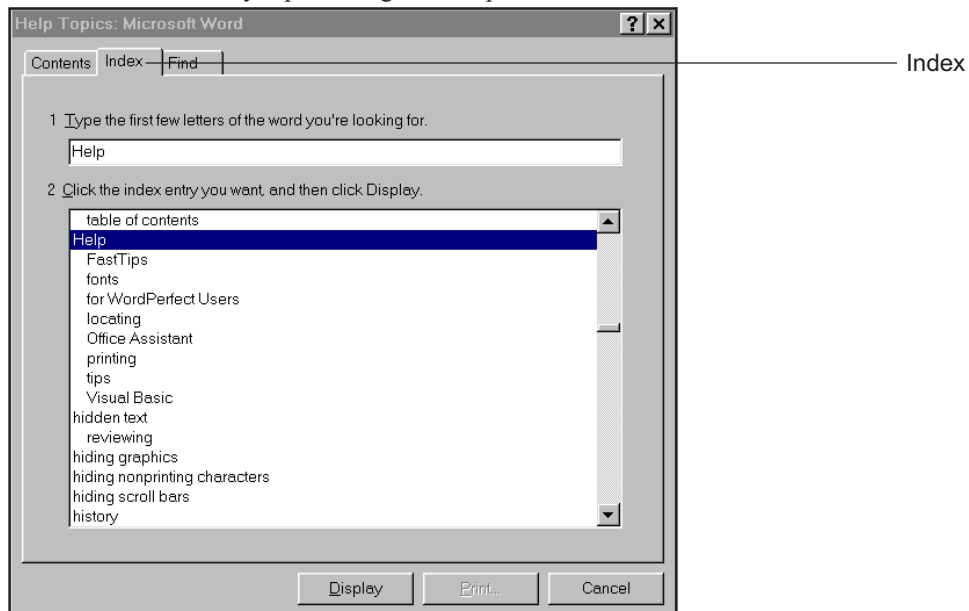 Help Topics: Microsoft Word
Contents Index Find
Index
1 Type the first few letters of the word you're looking for.
Help
2 Click the index entry you want, and then click Display.
table of contents
Help
FastTips
fonts
for WordPerfect Users
locating
Office Assistant
printing
tips
Visual Basic
hidden text
reviewing
hiding graphics
hiding nonprinting characters
hiding scroll bars
history
Display Print... Cancel